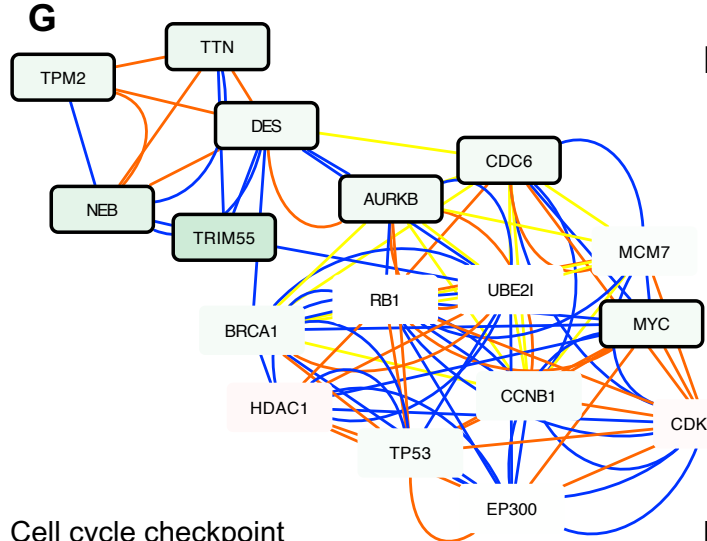 G
TTN
TPM2
DES
CDC6
AURKB
NEB
TRIM55
MCM7
UBE2I
RB1
MYC
BRCA1
CCNB1
HDAC1
CDK
TP53
EP300
Cell cycle checkpoint